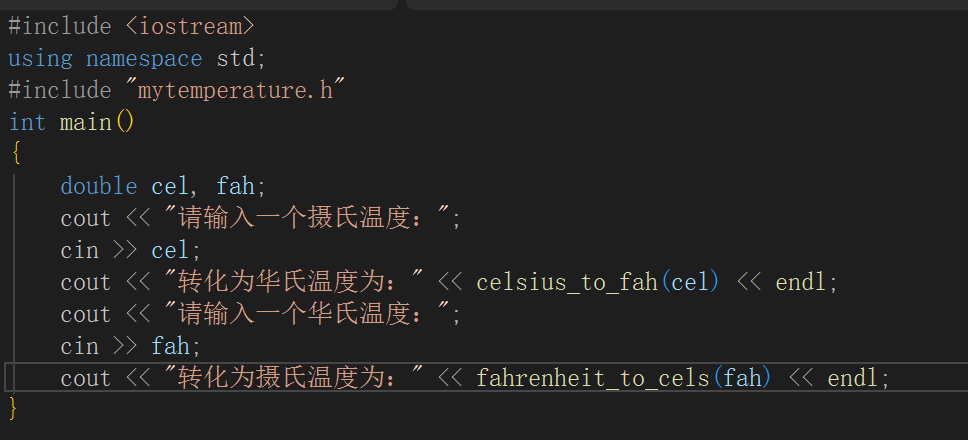 #include <iostream>
using namespace std;
#include "mytemperature.h"
int main()
{
    double cel, fah;
    cout << "请输入一个摄氏温度：";
    cin >> cel;
    cout << "转化为华氏温度为：" << celsius_to_fah(cel) << endl;
    cout << "请输入一个华氏温度：";
    cin >> fah;
    cout << "转化为摄氏温度为：" << fahrenheit_to_cels(fah) << endl;
}